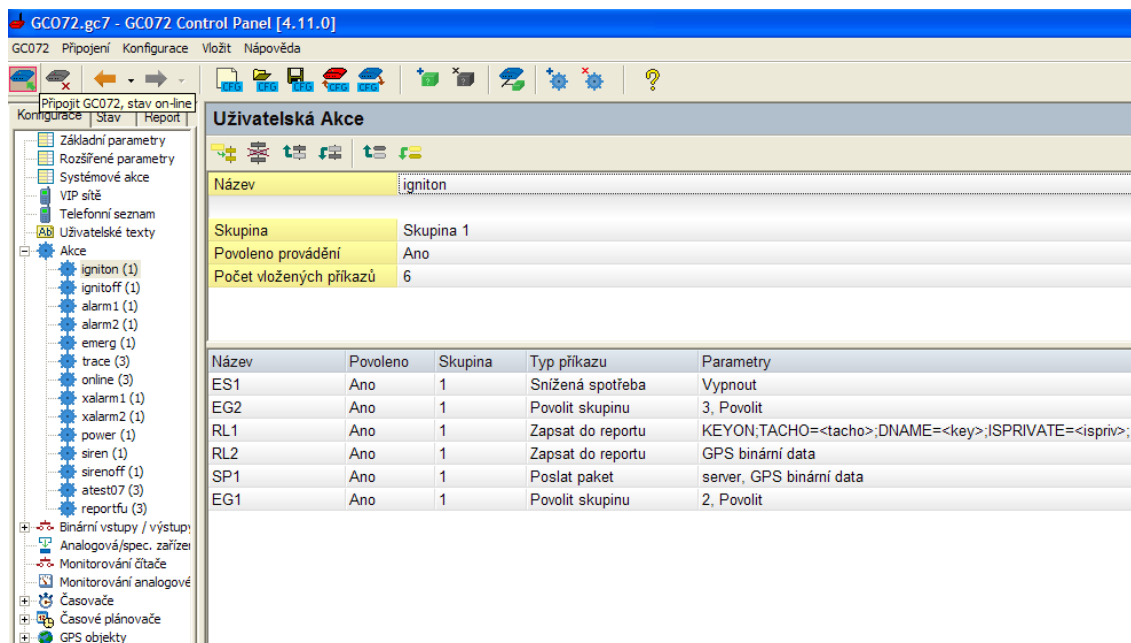 GC072.gc7 - GC072 Control Panel [4.11.0]
GC072 Připojení Konfigurace Vložit Nápověda
CFG CFG CFG CFG CFG
Připojit GC072, stav on-line
Konfigurace Stav Report
Základní parametry
Rozšířené parametry
Systémové akce
VIP sítě
Telefonní seznam
Ab Uživatelské texty
Akce
igniton (1)
ignitoff (1)
alarm1 (1)
alarm2 (1)
emerg (1)
trace (3)
online (3)
xalarm1 (1)
xalarm2 (1)
power (1)
siren (1)
sirenoff (1)
atest07 (3)
reportfu (3)
Binární vstupy / výstupy
Analogová/spec. zaříze
Monitorování čítače
Monitorování analogové
Časovače
Časové plánovače
GPS objekty
Uživatelská Akce
Název igniton
Skupina Skupina 1
Povoleno provádění Ano
Počet vložených příkazů 6
Název Povoleno Skupina Typ příkazu Parametry
ES1 Ano 1 Snížená spotřeba Vypnout
EG2 Ano 1 Povolit skupinu 3, Povolit
RL1 Ano 1 Zapsat do reportu KEYON;TACHO=<tacho>;DNAME=<key>;ISPRIVATE=<ispriv>;
RL2 Ano 1 Zapsat do reportu GPS binární data
SP1 Ano 1 Poslat paket server, GPS binární data
EG1 Ano 1 Povolit skupinu 2, Povolit